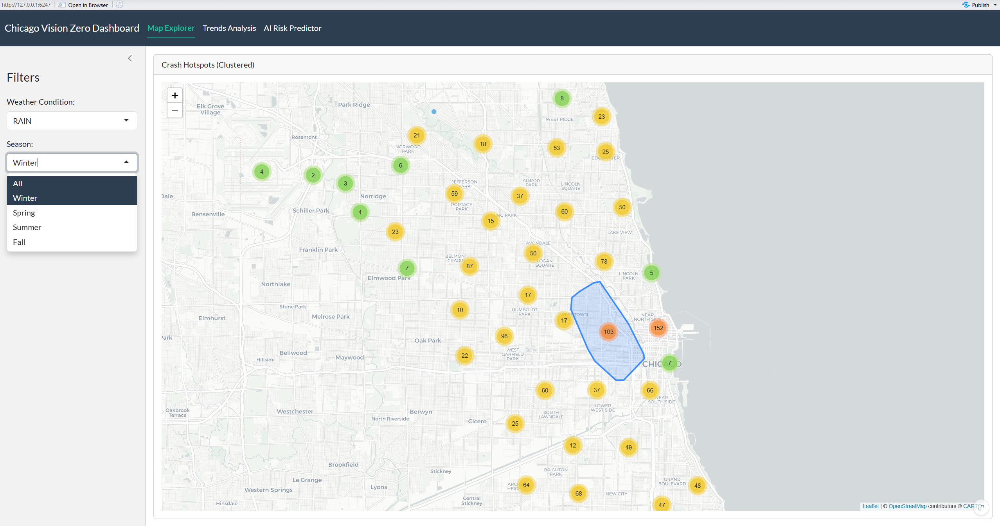 http://127.0.0.1:6247
Open in Browser
Publish
Chicago Vision Zero Dashboard
Map Explorer
Trends Analysis
AI Risk Predictor
Filters
Weather Condition:
RAIN
Season:
Winter
All
Winter
Spring
Summer
Fall
Crash Hotspots (Clustered)
+
−
8
Elk Grove
Village
Park Ridge
23
WEST RIDGE
21
Rosemont
18
NORWOOD
PARK
53
25
EDGEWATER
6
4
2
3
JEFFERSON
PARK
ALBANY
PARK
LINCOLN
SQUARE
59
37
Dale
Norridge
PORTAGE
PARK
50
Schiller Park
4
60
Bensenville
IRVING PARK
15
23
LAKE VIEW
AVONDALE
Franklin Park
50
BELMONT
CRAGIN
LOGAN
SQUARE
78
87
7
5
LINCOLN
PARK
Elmwood Park
Northlake
17
Stone Park
10
HUMBOLDT
PARK
WEST TOWN
NEAR
NORTH SIDE
Melrose Park
Elmhurst
17
152
103
96
Park
Oak Park
Bellwood
WEST
GARFIELD
PARK
22
Hillside
Maywood
CHICAGO
7
60
37
66
NEAR
SOUTH SIDE
LOWER
WEST SIDE
Oakbrook
Terrace
Westchester
Berwyn
SOUTH
LAWNDALE
North Riverside
Cicero
25
12
49
Brookfield
BRIGHTON
PARK
Stickney
La Grange
GRAND
BOULEVARD
64
48
Lyons
Western Springs
68
NEW CITY
Central
Stickney
Hinsdale
47
Leaflet | © OpenStreetMap contributors © CARTO